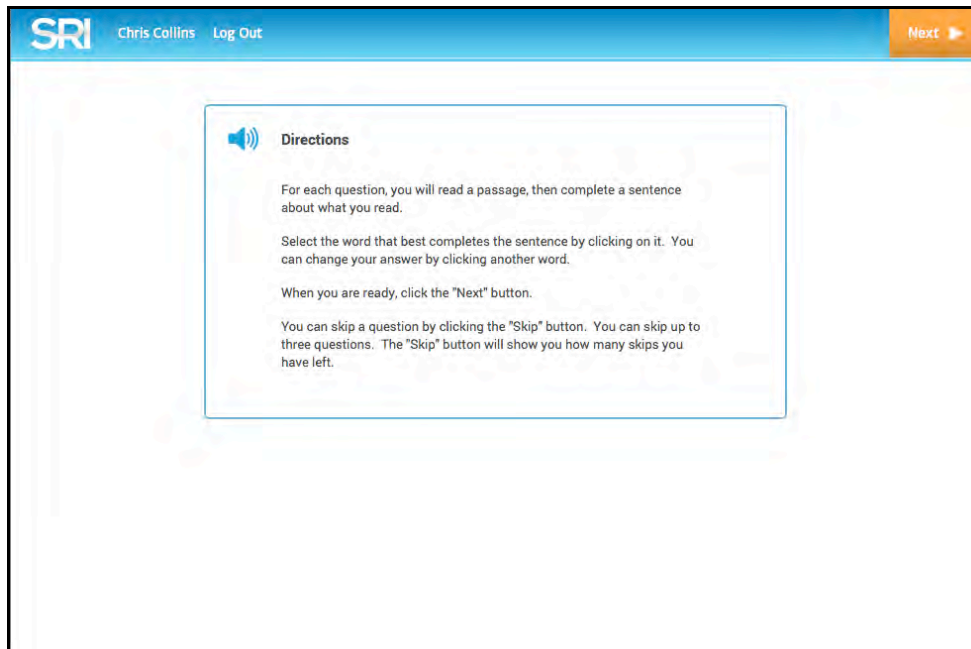 SRI Chris Collins Log Out Next
Directions
For each question, you will read a passage, then complete a sentence
about what you read.
Select the word that best completes the sentence by clicking on it.  You
can change your answer by clicking another word.
When you are ready, click the "Next" button.
You can skip a question by clicking the "Skip" button.  You can skip up to
three questions.  The "Skip" button will show you how many skips you
have left.